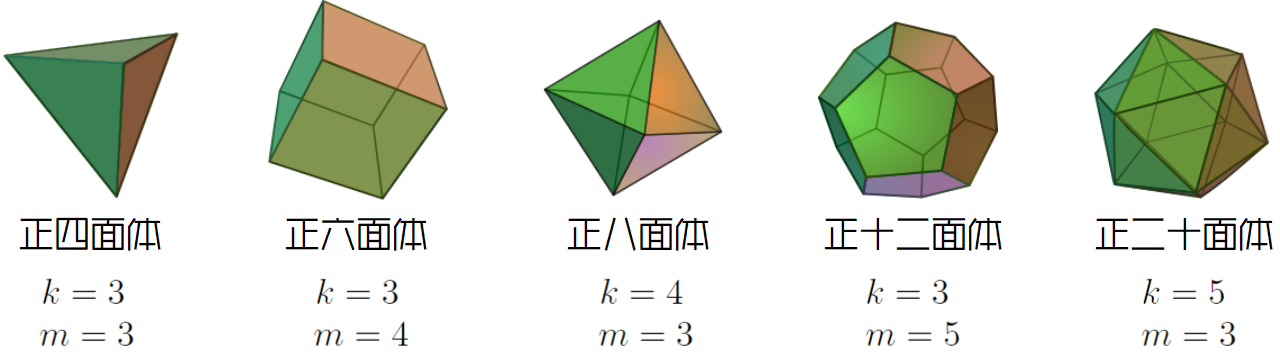 正四面体 正六面体 正八面体 正十二面体 正二十面体
k = 3 k = 3 k = 4 k = 3 k = 5
m = 3 m = 4 m = 3 m = 5 m = 3